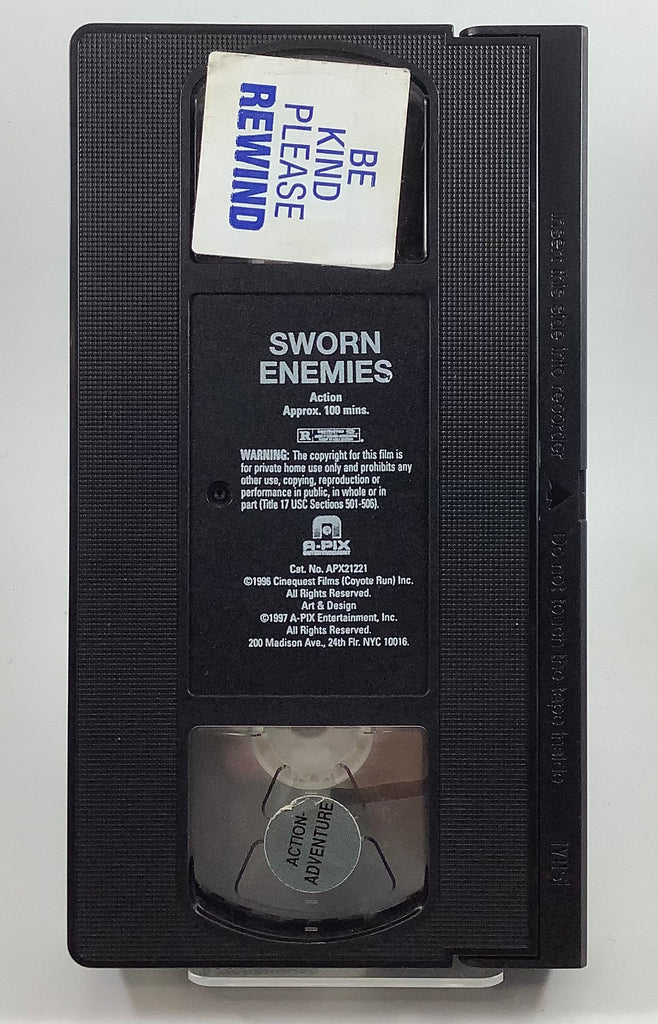 BE
KIND
PLEASE
REWIND
SWORN
ENEMIES
Action
Approx. 100 mins.
R
WARNING: The copyright for this film is
for private home use only and prohibits any
other use, copying, reproduction or
performance in public, in whole or in
part (Title 17 USC Sections 501-506).
A-PIX
ENTERTAINMENT
Cat. No. APX21221
©1996 Cinequest Films (Coyote Run) Inc.
All Rights Reserved.
Art & Design
©1997 A-PIX Entertainment, Inc.
All Rights Reserved.
200 Madison Ave., 24th Flr. NYC 10016.
ACTION-
ADVENTURE
Insert this side into recorder ▲ Do not touch the tape inside
VHS